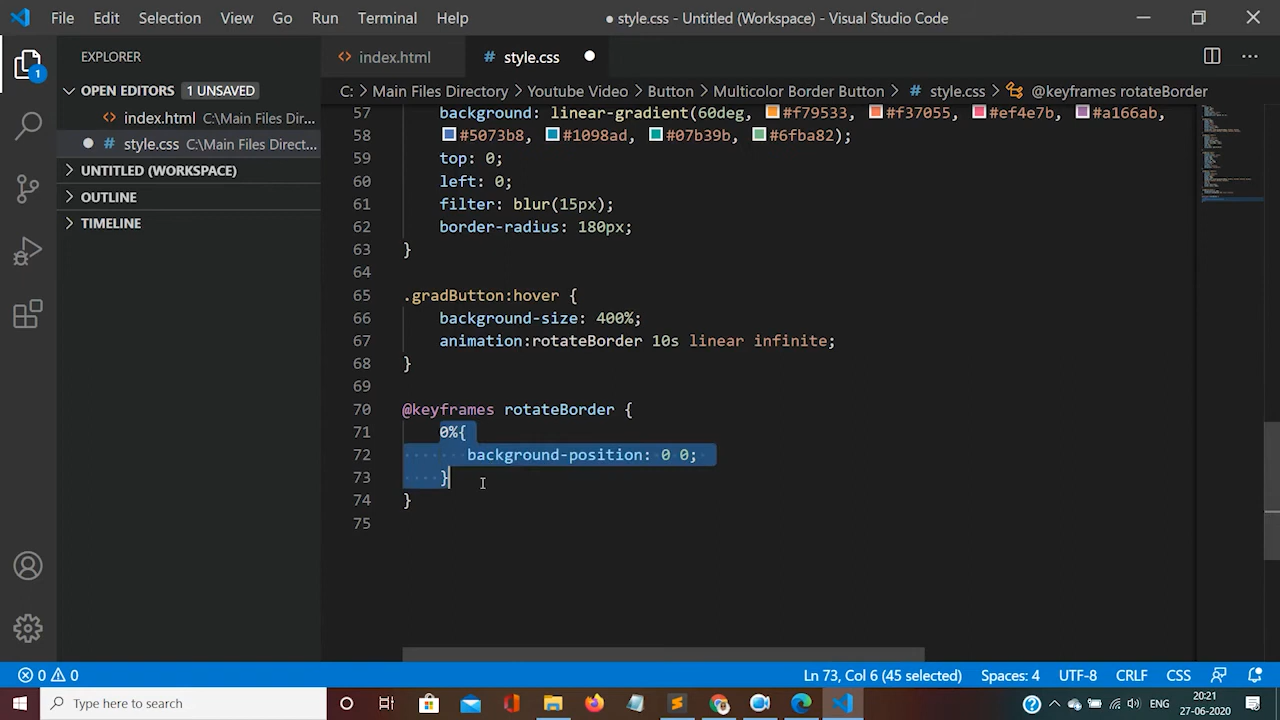 File Edit Selection View Go Run Terminal Help ● style.css - Untitled (Workspace) - Visual Studio Code
EXPLORER
OPEN EDITORS 1 UNSAVED
index.html C:\Main Files Dir...
style.css C:\Main Files Direct...
UNTITLED (WORKSPACE)
OUTLINE
TIMELINE
1
index.html # style.css
C: > Main Files Directory > Youtube Video > Button > Multicolor Border Button > # style.css > @keyframes rotateBorder
57 background: linear-gradient(60deg, #f79533, #f37055, #ef4e7b, #a166ab,
58 #5073b8, #1098ad, #07b39b, #6fba82);
59 top: 0;
60 left: 0;
61 filter: blur(15px);
62 border-radius: 180px;
63 }
64
65 .gradButton:hover {
66 background-size: 400%;
67 animation:rotateBorder 10s linear infinite;
68 }
69
70 @keyframes rotateBorder {
71 0%{
72 background-position: 0 0;
73 }
74 }
75
0 0 Ln 73, Col 6 (45 selected) Spaces: 4 UTF-8 CRLF CSS
Type here to search
ENG
20:21
27-06-2020